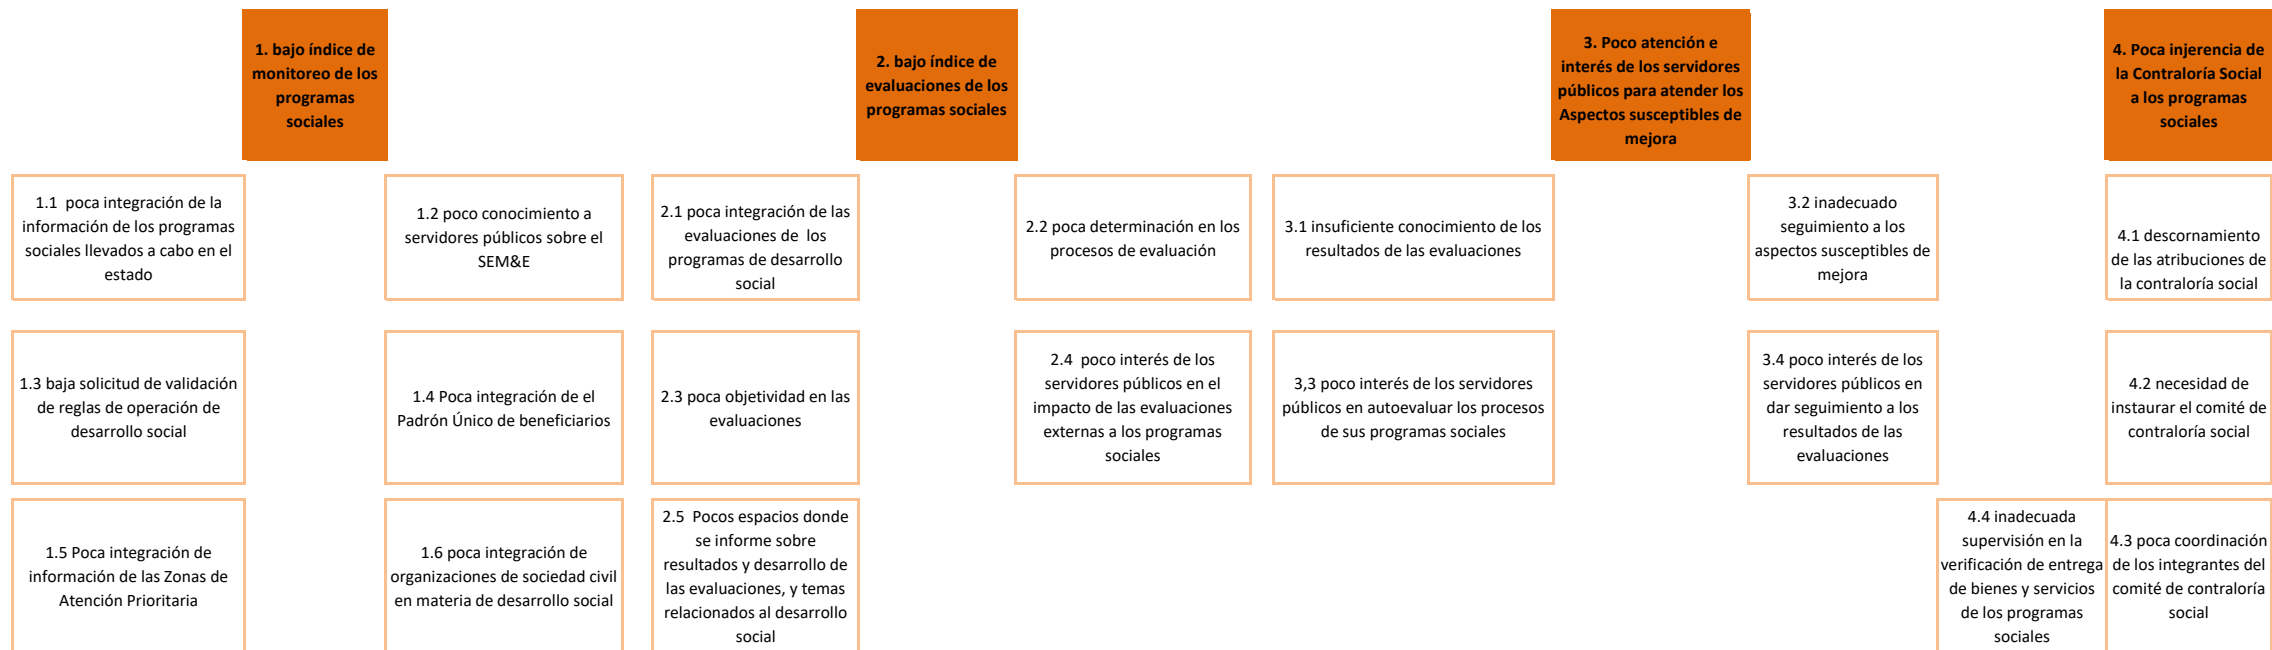 1. bajo índice de
monitoreo de los
programas
sociales
2. bajo índice de
evaluaciones de los
programas sociales
3. Poco atención e
interés de los servidores
públicos para atender los
Aspectos susceptibles de
mejora
4. Poca injerencia de
la Contraloría Social
a los programas
sociales
1.1 poca integración de la
información de los programas
sociales llevados a cabo en el
estado
1.2 poco conocimiento a
servidores públicos sobre el
SEM&E
2.1 poca integración de las
evaluaciones de los
programas de desarrollo
social
2.2 poca determinación en los
procesos de evaluación
3.1 insuficiente conocimiento de los
resultados de las evaluaciones
3.2 inadecuado
seguimiento a los
aspectos susceptibles de
mejora
4.1 descornamiento
de las atribuciones de
la contraloría social
1.3 baja solicitud de validación
de reglas de operación de
desarrollo social
1.4 Poca integración de el
Padrón Único de beneficiarios
2.3 poca objetividad en las
evaluaciones
2.4 poco interés de los
servidores públicos en el
impacto de las evaluaciones
externas a los programas
sociales
3,3 poco interés de los servidores
públicos en autoevaluar los procesos
de sus programas sociales
3.4 poco interés de los
servidores públicos en
dar seguimiento a los
resultados de las
evaluaciones
4.2 necesidad de
instaurar el comité de
contraloría social
1.5 Poca integración de
información de las Zonas de
Atención Prioritaria
1.6 poca integración de
organizaciones de sociedad civil
en materia de desarrollo social
2.5 Pocos espacios donde
se informe sobre
resultados y desarrollo de
las evaluaciones, y temas
relacionados al desarrollo
social
4.4 inadecuada
supervisión en la
verificación de entrega
de bienes y servicios
de los programas
sociales
4.3 poca coordinación
de los integrantes del
comité de contraloría
social